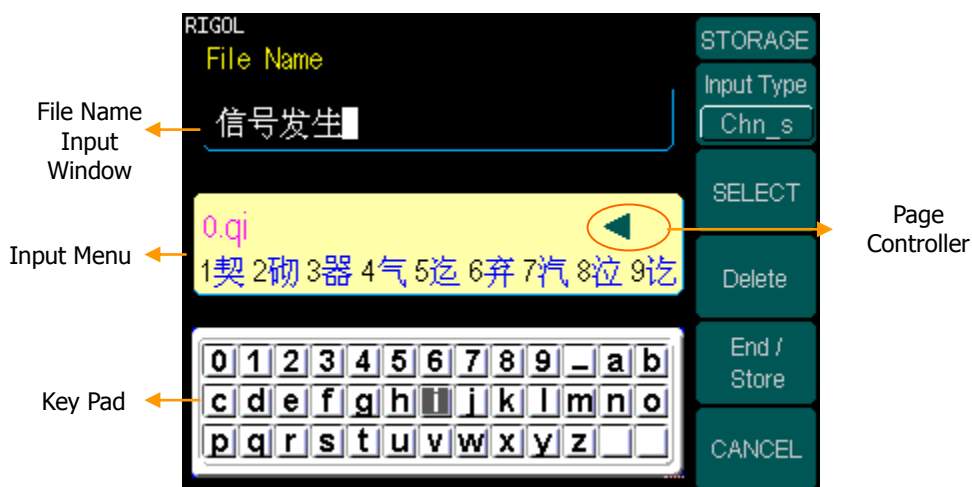 RIGOL
File Name
信号发生
File Name
Input
Window
0.qi
1契 2砌 3器 4气 5迄 6弃 7汽 8泣 9讫
Input Menu
0 1 2 3 4 5 6 7 8 9 _ a b
c d e f g h i j k l m n o
p q r s t u v w x y z
Key Pad
STORAGE
Input Type
Chn_s
SELECT
Delete
End /
Store
CANCEL
Page
Controller